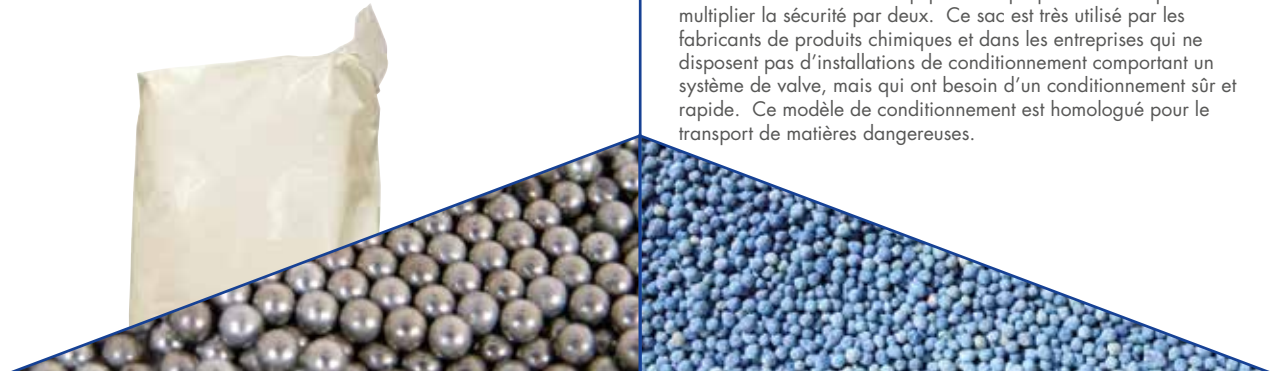 multiplier la sécurité par deux. Ce sac est très utilisé par les
fabricants de produits chimiques et dans les entreprises qui ne
disposent pas d'installations de conditionnement comportant un
système de valve, mais qui ont besoin d'un conditionnement sûr et
rapide. Ce modèle de conditionnement est homologué pour le
transport de matières dangereuses.